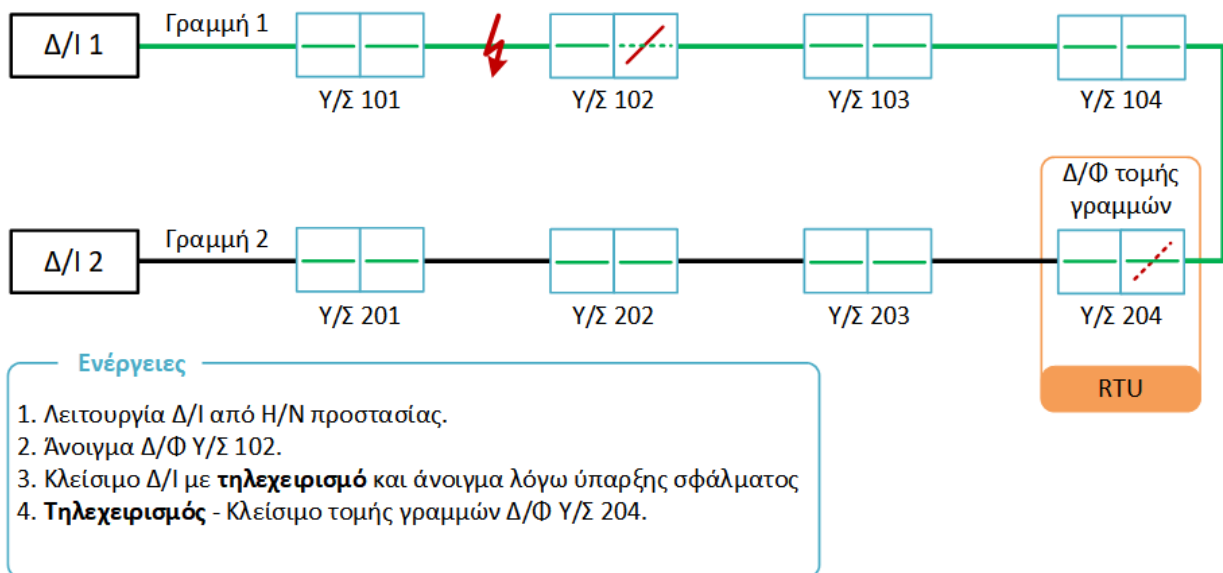 Δ/Ι 1
Γραμμή 1
Υ/Σ 101
Υ/Σ 102
Υ/Σ 103
Υ/Σ 104
Δ/Φ τομής
γραμμών
Δ/Ι 2
Γραμμή 2
Υ/Σ 201
Υ/Σ 202
Υ/Σ 203
Υ/Σ 204
RTU
Ενέργειες
1. Λειτουργία Δ/Ι από Η/Ν προστασίας.
2. Άνοιγμα Δ/Φ Υ/Σ 102.
3. Κλείσιμο Δ/Ι με τηλεχειρισμό και άνοιγμα λόγω ύπαρξης σφάλματος
4. Τηλεχειρισμός - Κλείσιμο τομής γραμμών Δ/Φ Υ/Σ 204.